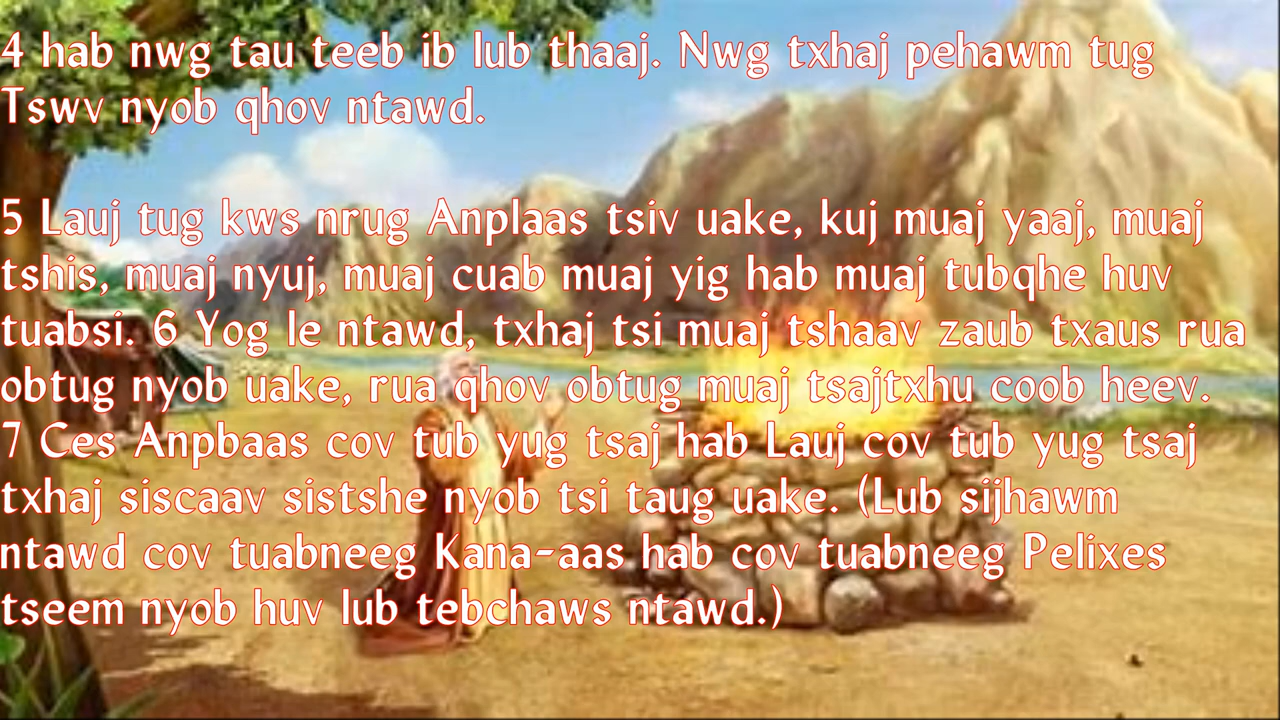 4 hab nwg tau teeb ib lub thaaj. Nwg txhaj pehawm tug
Tswv nyob qhov ntawd.
5 Lauj tug kws nrug Anplaas tsiv uake, kuj muaj yaaj, muaj
tshis, muaj nyuj, muaj cuab muaj yig hab muaj tubqhe huv
tuabsi. 6 Yog le ntawd, txhaj tsi muaj tshaav zaub txaus rua
obtug nyob uake, rua qhov obtug muaj tsajtxhu coob heev.
7 Ces Anpbaas cov tub yug tsaj hab Lauj cov tub yug tsaj
txhaj siscaav sistshe nyob tsi taug uake. (Lub sijhawm
ntawd cov tuabneeg Kana-aas hab cov tuabneeg Pelixes
tseem nyob huv lub tebchaws ntawd.)